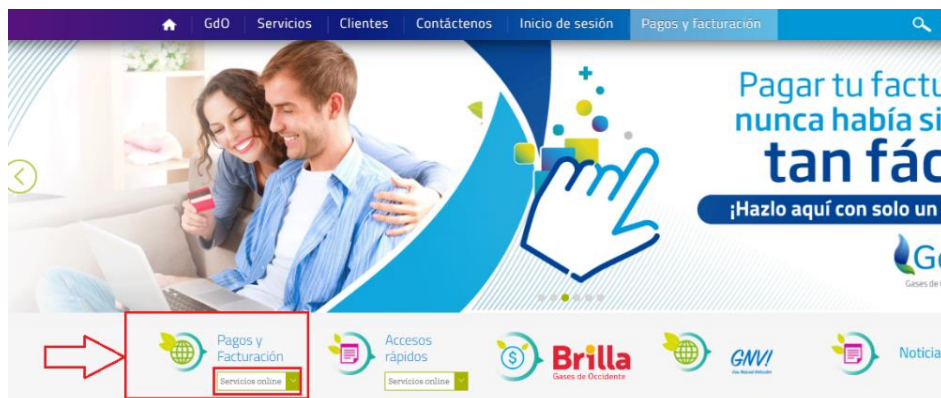 GdO Servicios Clientes Contáctenos Inicio de sesión Pagos y facturación
Pagar tu factu
nunca había si
tan fác
¡Hazlo aquí con solo un
G
Gases de
Pagos y
Facturación
Servicios online
Accesos
rápidos
Servicios online
$
Brilla
Gases de Occidente
GNV!
Noticia